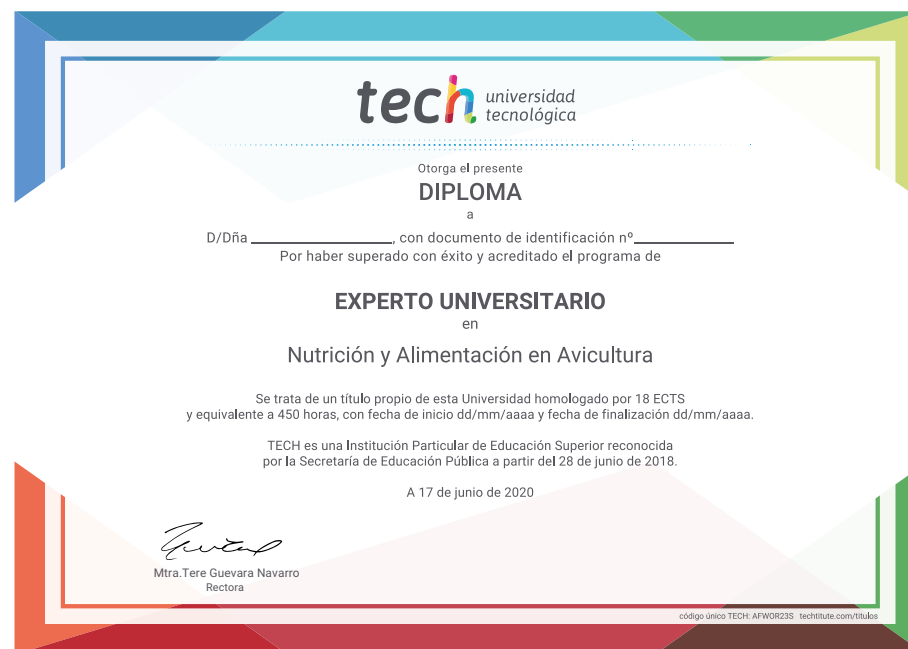 tech universidad
tecnológica
Otorga el presente
DIPLOMA
a
D/Dña ____________________, con documento de identificación nº______________
Por haber superado con éxito y acreditado el programa de
EXPERTO UNIVERSITARIO
en
Nutrición y Alimentación en Avicultura
Se trata de un título propio de esta Universidad homologado por 18 ECTS
y equivalente a 450 horas, con fecha de inicio dd/mm/aaaa y fecha de finalización dd/mm/aaaa.
TECH es una Institución Particular de Educación Superior reconocida
por la Secretaría de Educación Pública a partir del 28 de junio de 2018.
A 17 de junio de 2020
Mtra.Tere Guevara Navarro
Rectora
código único TECH: AFWOR23S techtitute.com/titulos